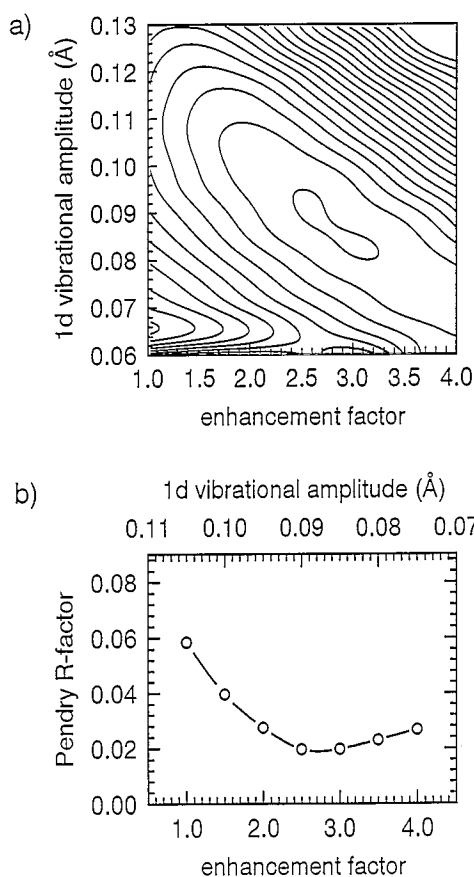 a)
1d vibrational amplitude (Å)
0.13
0.12
0.11
0.10
0.09
0.08
0.07
0.06
1.0 1.5 2.0 2.5 3.0 3.5 4.0
enhancement factor
b)
1d vibrational amplitude (Å)
0.11 0.10 0.09 0.08 0.07
Pendry R-factor
0.08
0.06
0.04
0.02
0.00
1.0 2.0 3.0 4.0
enhancement factor